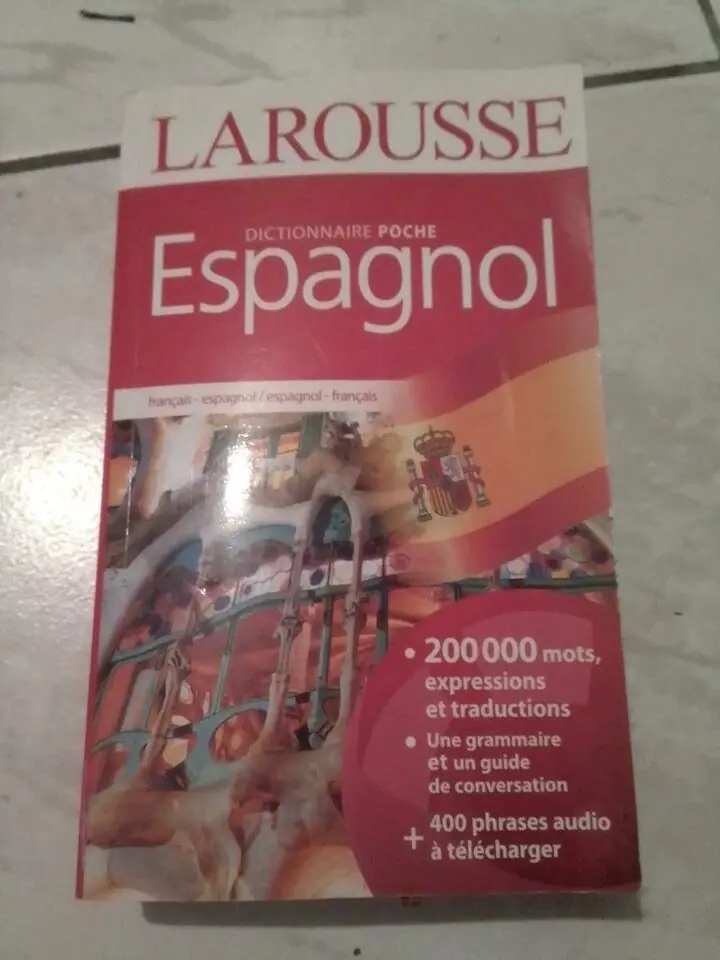 LAROUSSE
DICTIONNAIRE POCHE
Espagnol
français - espagnol / espagnol - français
• 200 000 mots,
expressions
et traductions
• Une grammaire
et un guide
de conversation
+ 400 phrases audio
à télécharger